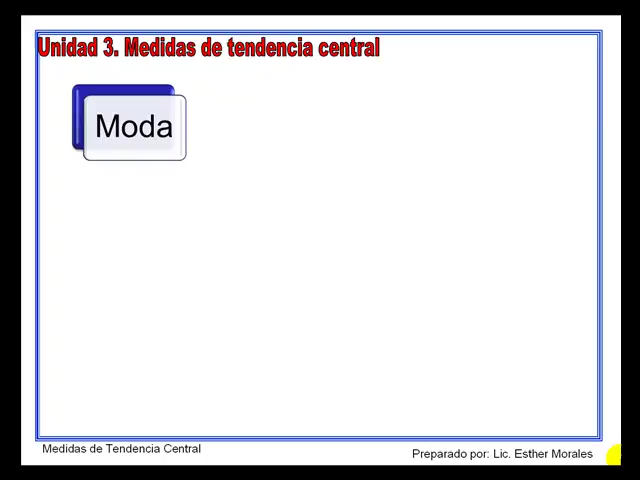 Unidad 3. Medidas de tendencia central
Moda
Medidas de Tendencia Central
Preparado por: Lic. Esther Morales